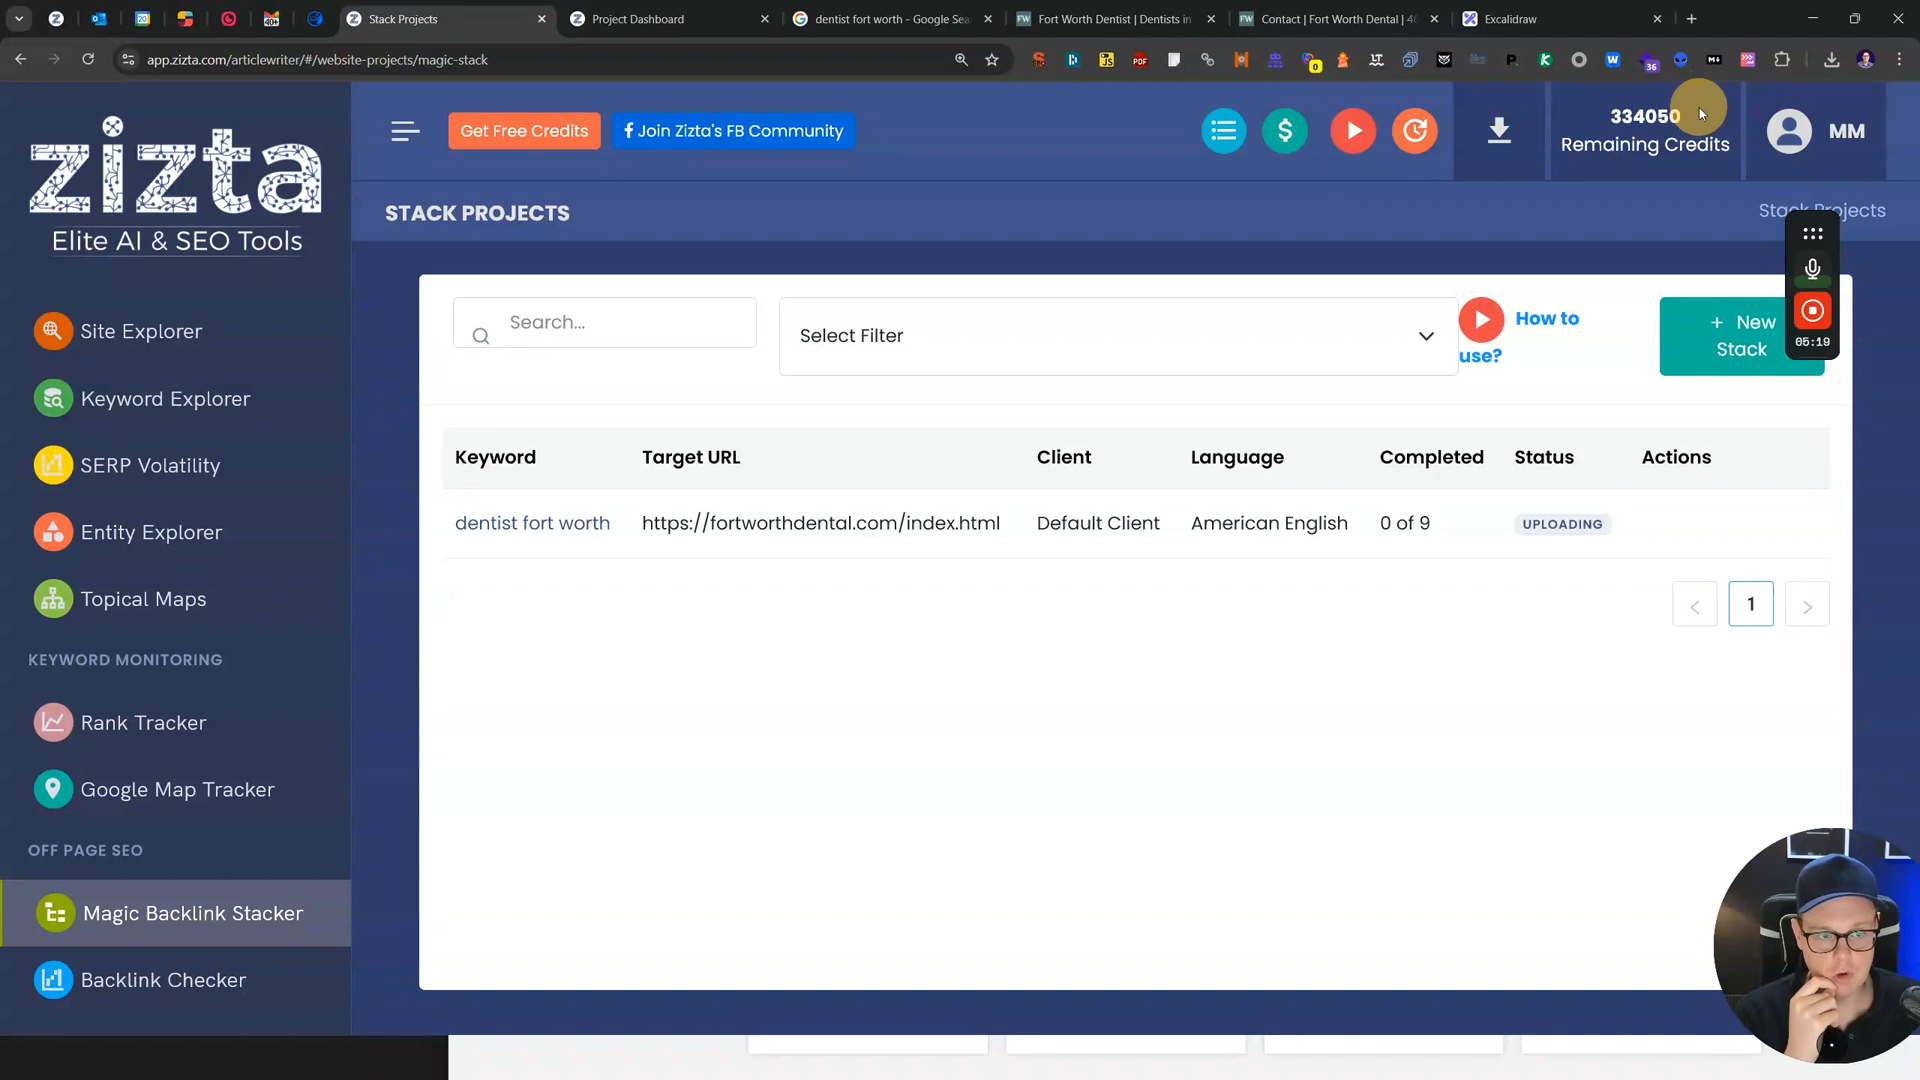 Stack Projects
Project Dashboard
dentist fort worth - Google Sea
Fort Worth Dentist | Dentists in
Contact | Fort Worth Dental | 46
Excalidraw
app.zizta.com/articlewriter/#/website-projects/magic-stack
zizta
Elite AI & SEO Tools
Get Free Credits
Join Zizta's FB Community
334050
Remaining Credits
MM
STACK PROJECTS
Stack Projects
Site Explorer
Keyword Explorer
SERP Volatility
Entity Explorer
Topical Maps
KEYWORD MONITORING
Rank Tracker
Google Map Tracker
OFF PAGE SEO
Magic Backlink Stacker
Backlink Checker
Search...
Select Filter
How to
use?
+ New
Stack
05:19
Keyword Target URL Client Language Completed Status Actions
dentist fort worth https://fortworthdental.com/index.html Default Client American English 0 of 9 UPLOADING
< 1 >